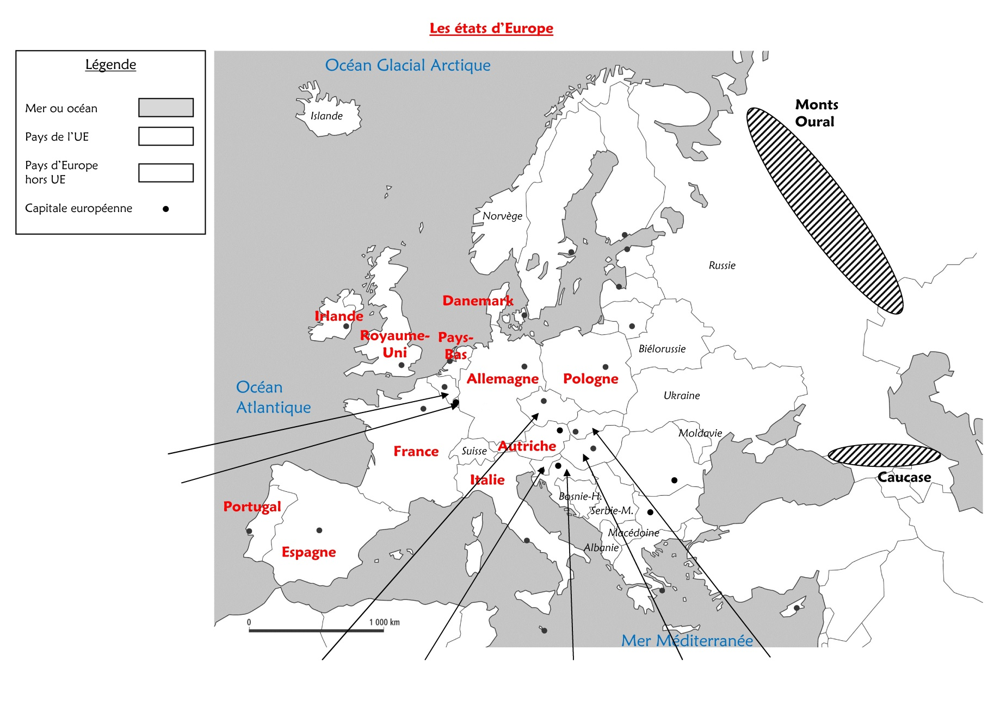 Les états d'Europe
Légende
Mer ou océan
Pays de l'UE
Pays d'Europe
hors UE
Capitale européenne
Océan Glacial Arctique
Islande
Monts
Oural
Norvège
Russie
Danemark
Irlande
Royaume-
Uni
Pays-
Bas
Biélorussie
Allemagne
Pologne
Océan
Atlantique
Ukraine
Moldavie
France
Suisse
Autriche
Caucase
Italie
Bosnie-H.
Portugal
Serbie-M.
Macédoine
Albanie
Espagne
0
1 000 km
Mer Méditerranée